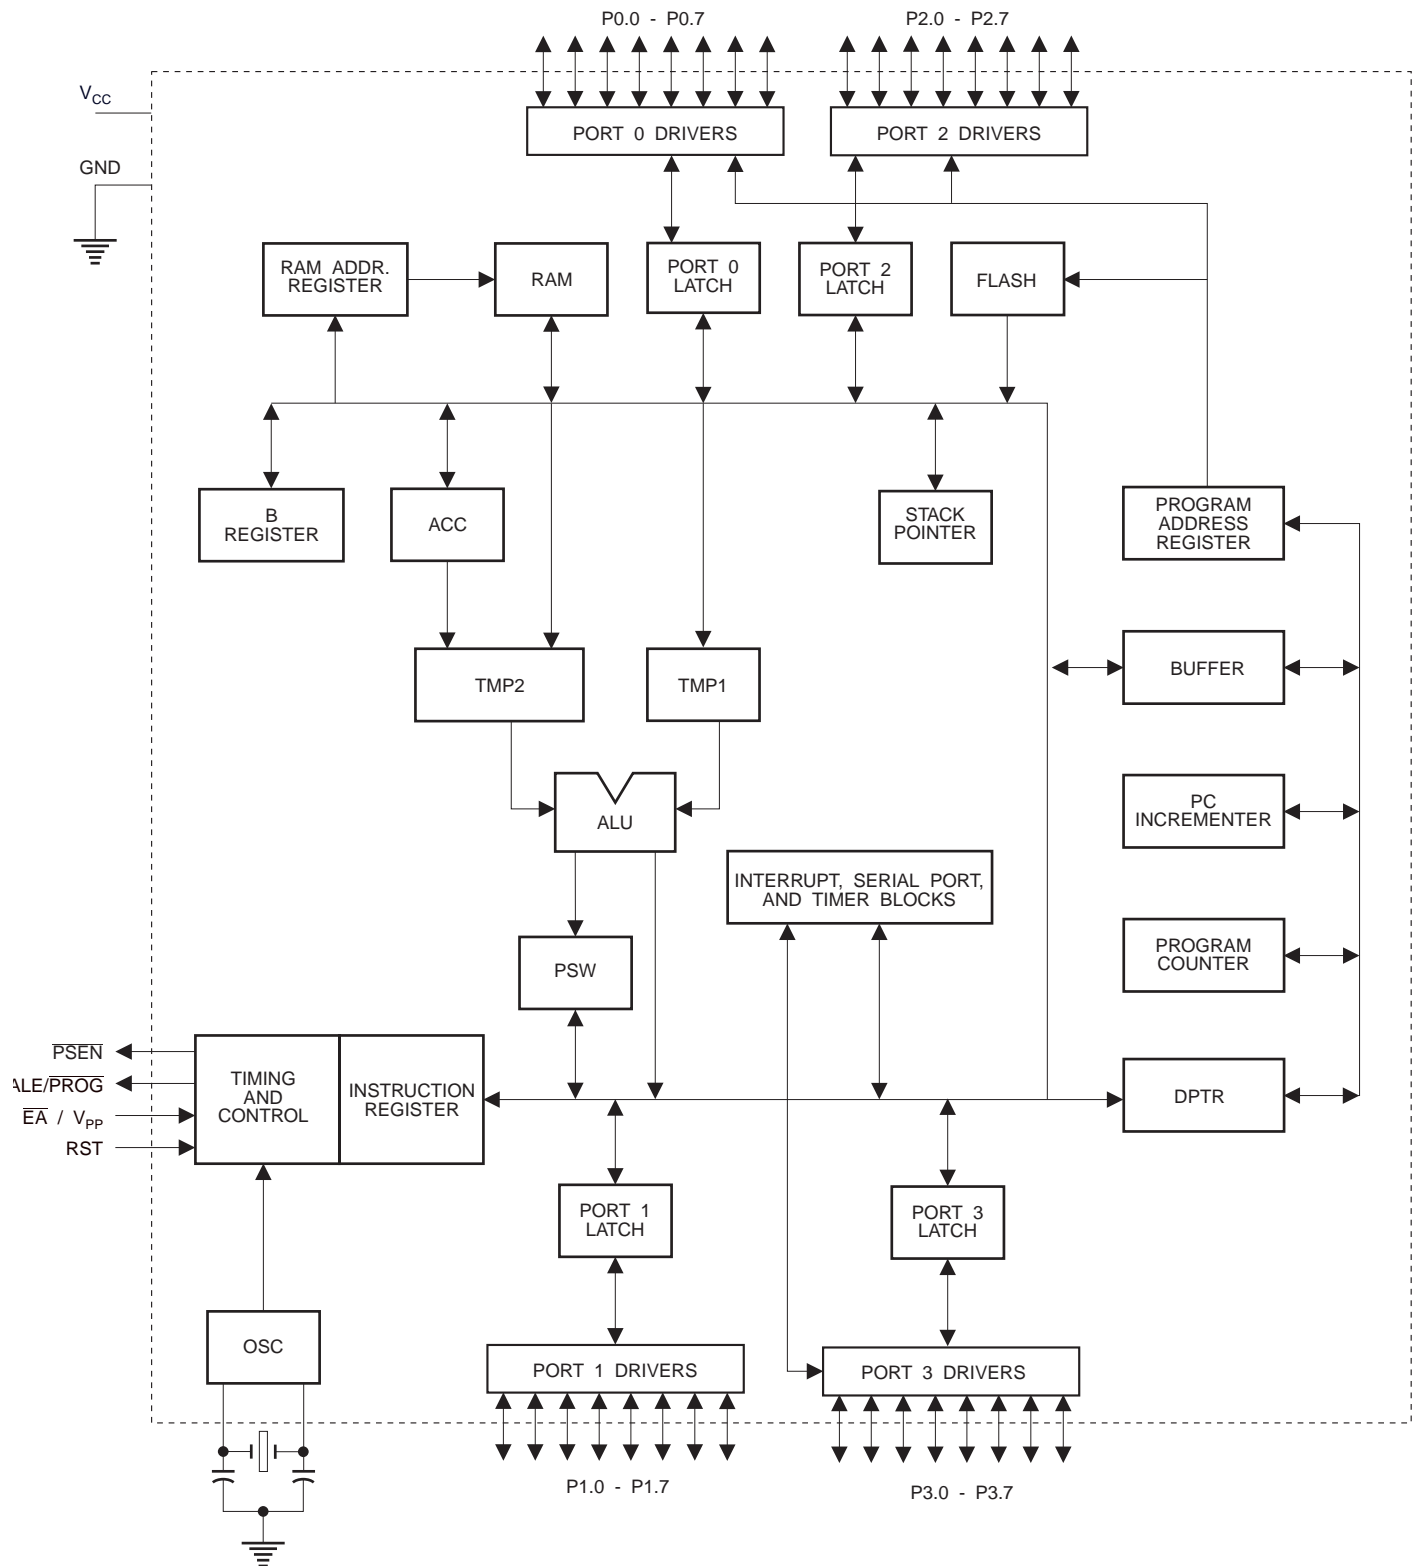 P0.0 - P0.7
P2.0 - P2.7
VCC
PORT 0 DRIVERS
PORT 2 DRIVERS
GND
RAM ADDR.
REGISTER
RAM
PORT 0
LATCH
PORT 2
LATCH
FLASH
B
REGISTER
ACC
STACK
POINTER
PROGRAM
ADDRESS
REGISTER
TMP2
TMP1
BUFFER
ALU
PC
INCREMENTER
INTERRUPT, SERIAL PORT,
AND TIMER BLOCKS
PSW
PROGRAM
COUNTER
PSEN
ALE/PROG
EA / VPP
RST
TIMING
AND
CONTROL
INSTRUCTION
REGISTER
DPTR
PORT 1
LATCH
PORT 3
LATCH
OSC
PORT 1 DRIVERS
PORT 3 DRIVERS
P1.0 - P1.7
P3.0 - P3.7